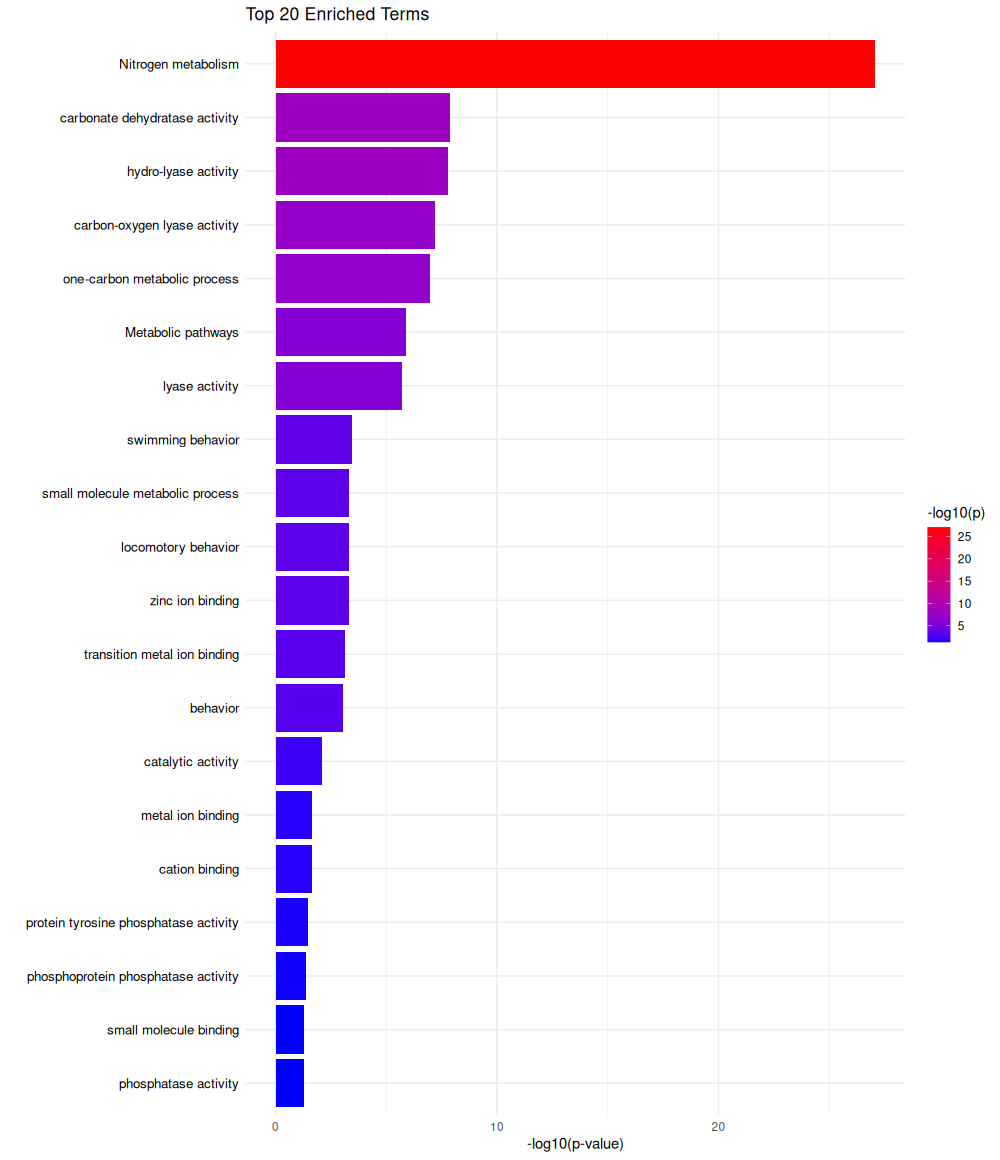 Top 20 Enriched Terms
Nitrogen metabolism
carbonate dehydratase activity
hydro-lyase activity
carbon-oxygen lyase activity
one-carbon metabolic process
Metabolic pathways
lyase activity
swimming behavior
small molecule metabolic process
locomotory behavior
zinc ion binding
transition metal ion binding
behavior
catalytic activity
metal ion binding
cation binding
protein tyrosine phosphatase activity
phosphoprotein phosphatase activity
small molecule binding
phosphatase activity
0 10 20
-log10(p-value)
-log10(p)
25
20
15
10
5